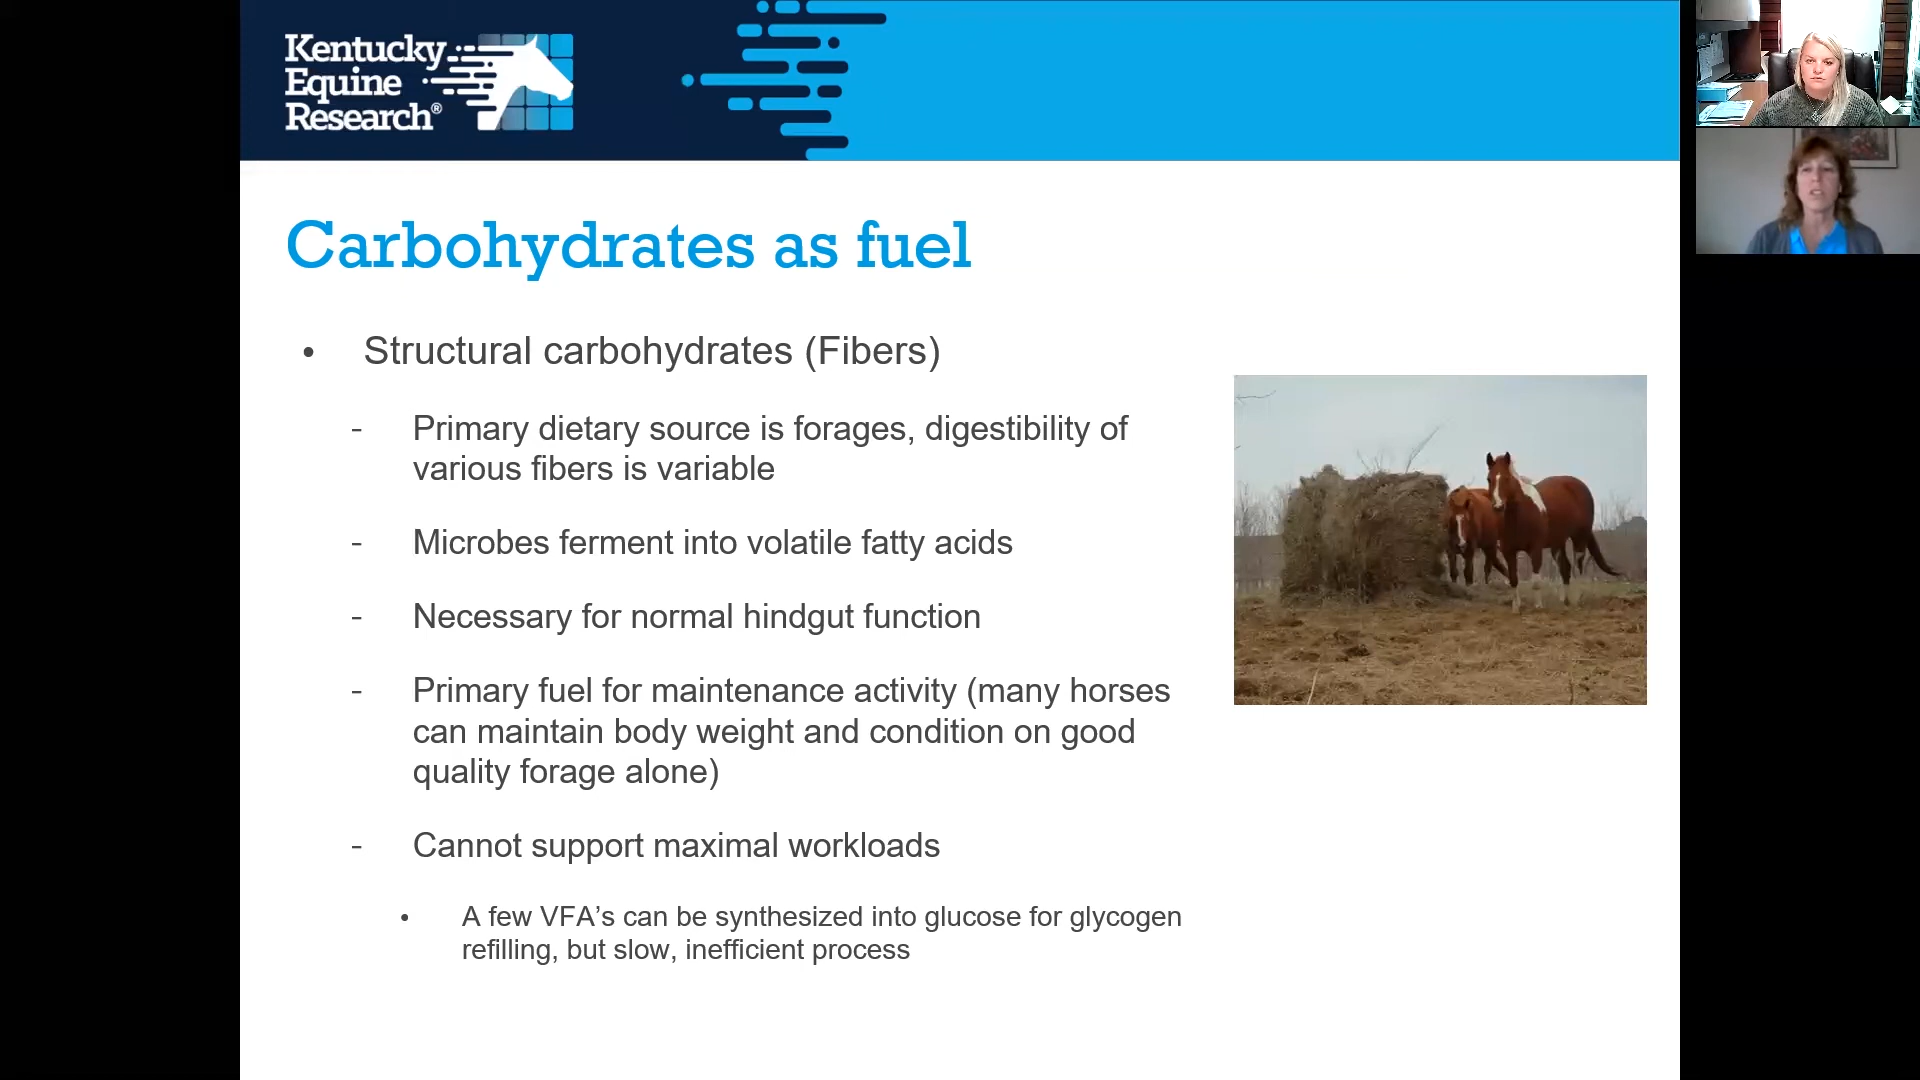 Kentucky
Equine
Research®
Carbohydrates as fuel
• Structural carbohydrates (Fibers)
- Primary dietary source is forages, digestibility of
various fibers is variable
- Microbes ferment into volatile fatty acids
- Necessary for normal hindgut function
- Primary fuel for maintenance activity (many horses
can maintain body weight and condition on good
quality forage alone)
- Cannot support maximal workloads
• A few VFA’s can be synthesized into glucose for glycogen
refilling, but slow, inefficient process